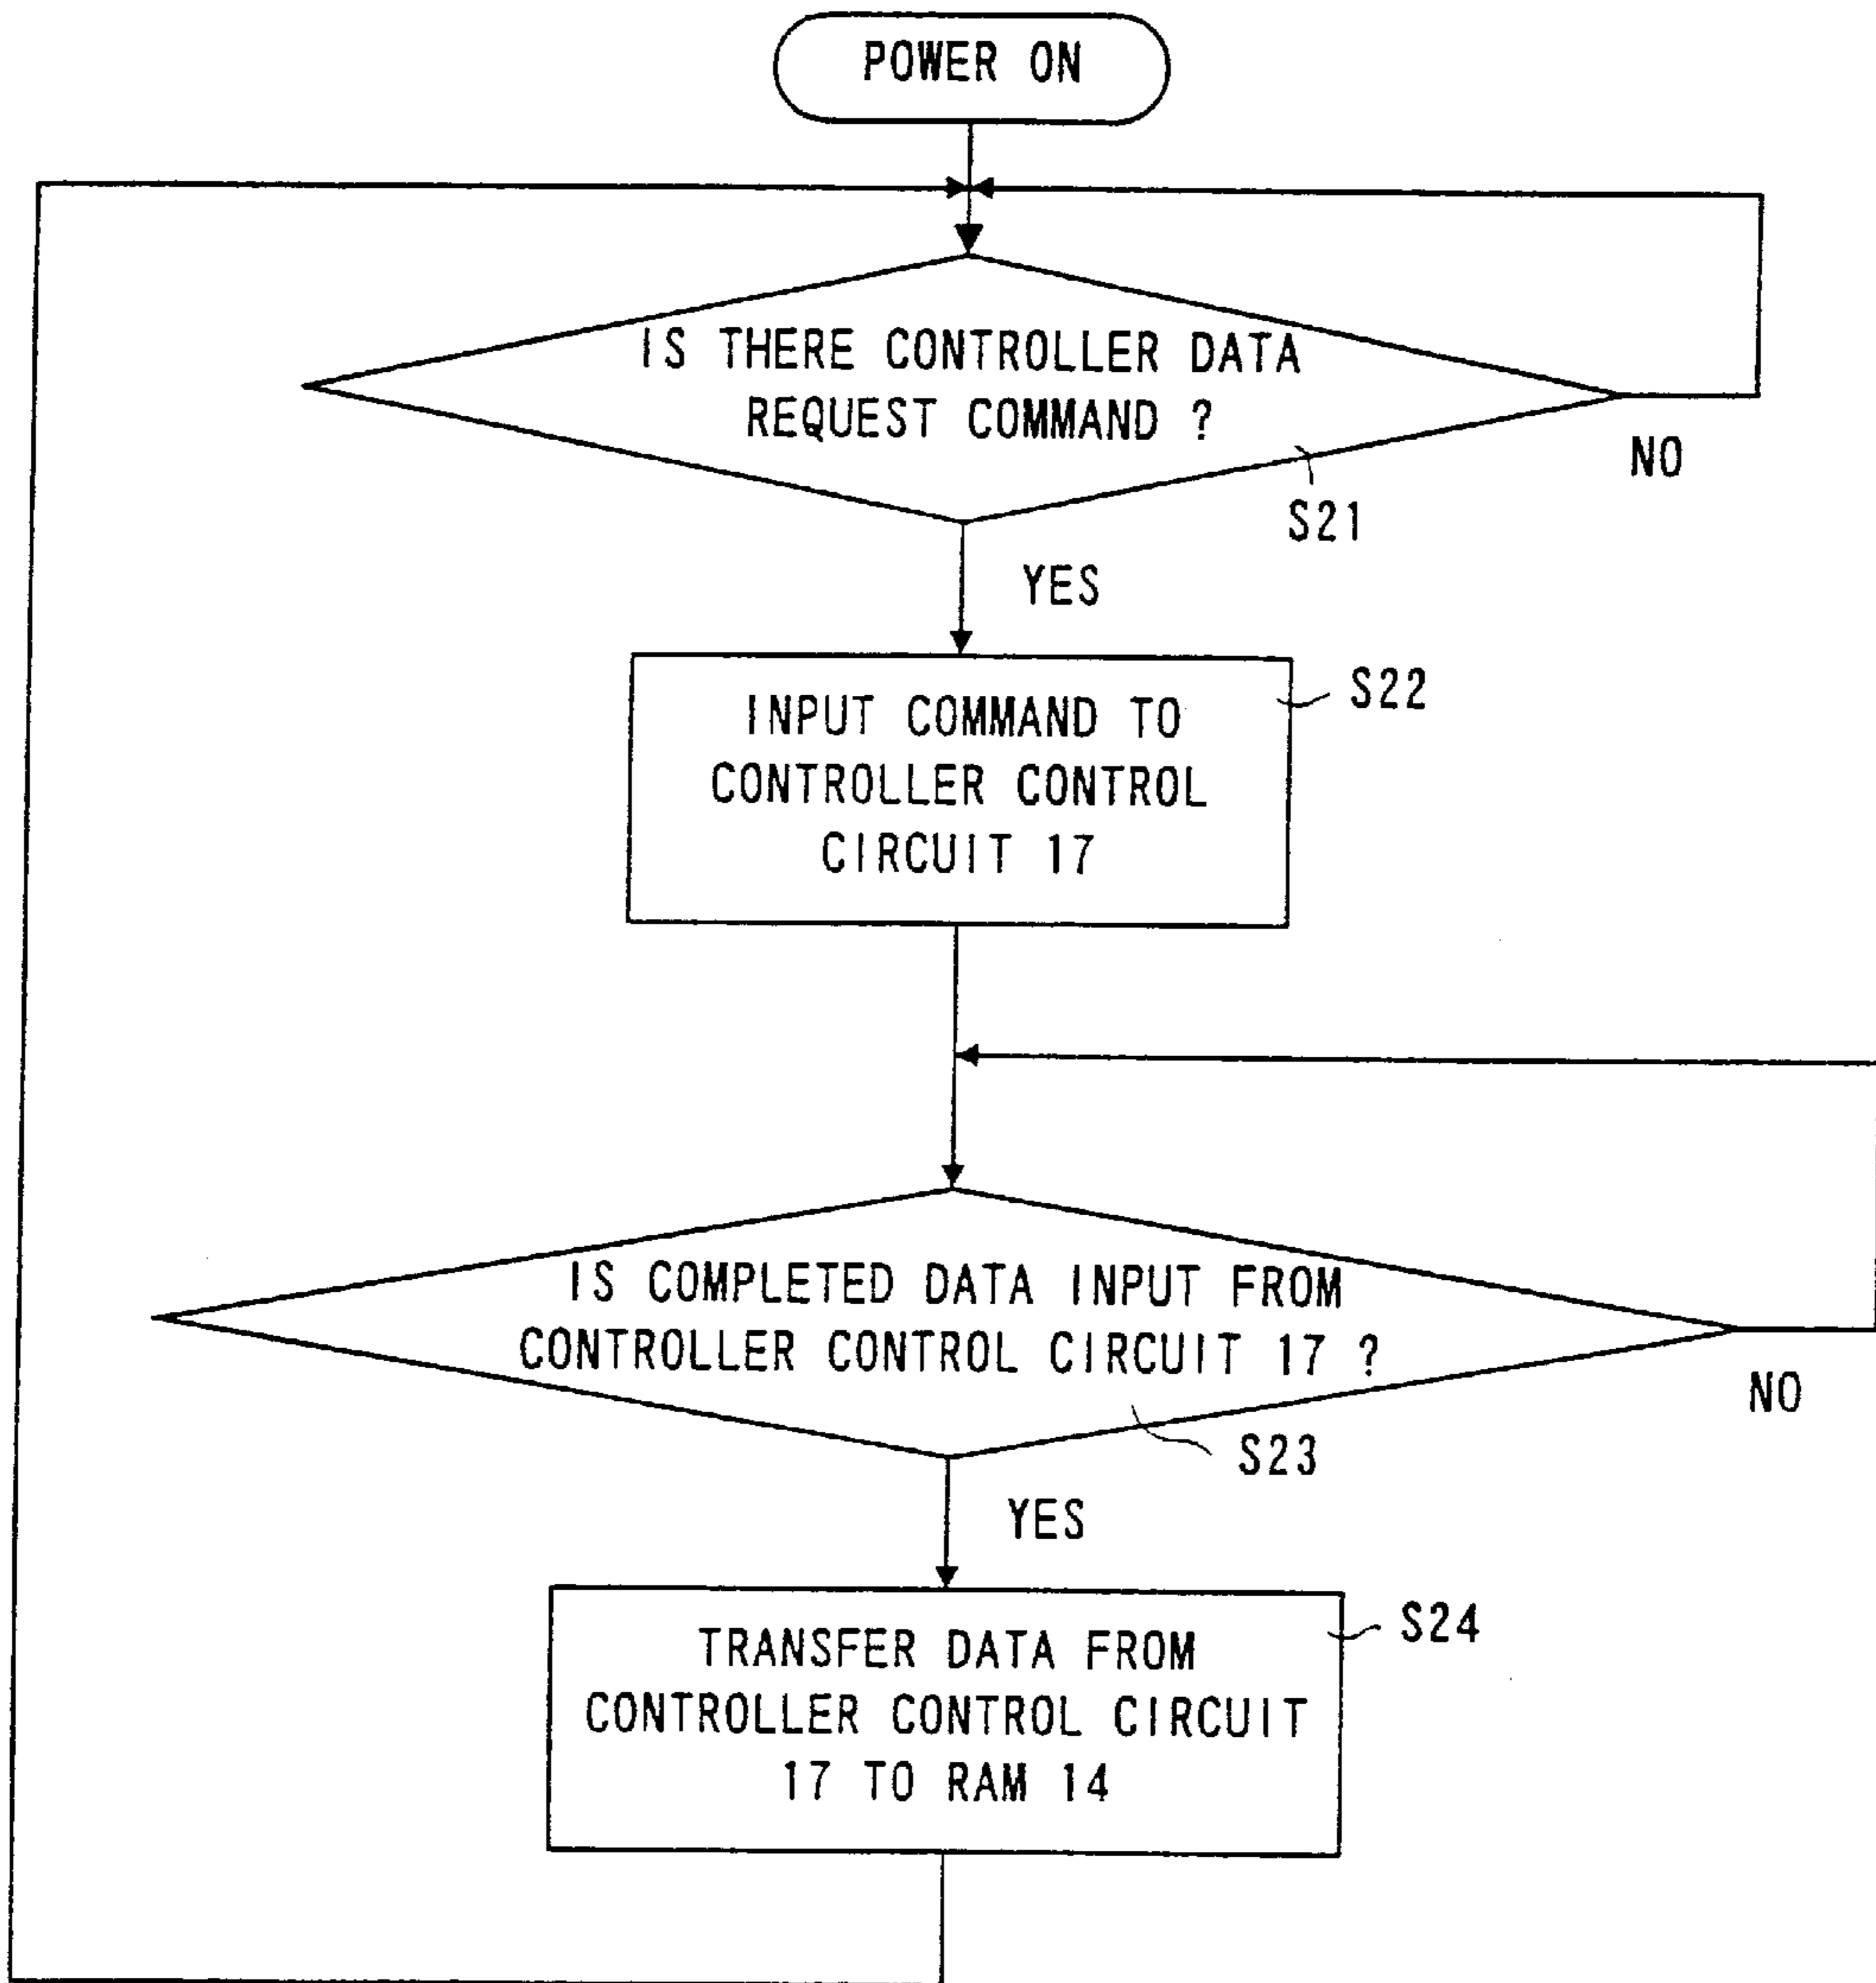 POWER ON
IS THERE CONTROLLER DATA
REQUEST COMMAND ?
NO
S21
YES
S22
INPUT COMMAND TO
CONTROLLER CONTROL
CIRCUIT 17
IS COMPLETED DATA INPUT FROM
CONTROLLER CONTROL CIRCUIT 17 ?
NO
S23
YES
S24
TRANSFER DATA FROM
CONTROLLER CONTROL CIRCUIT
17 TO RAM 14